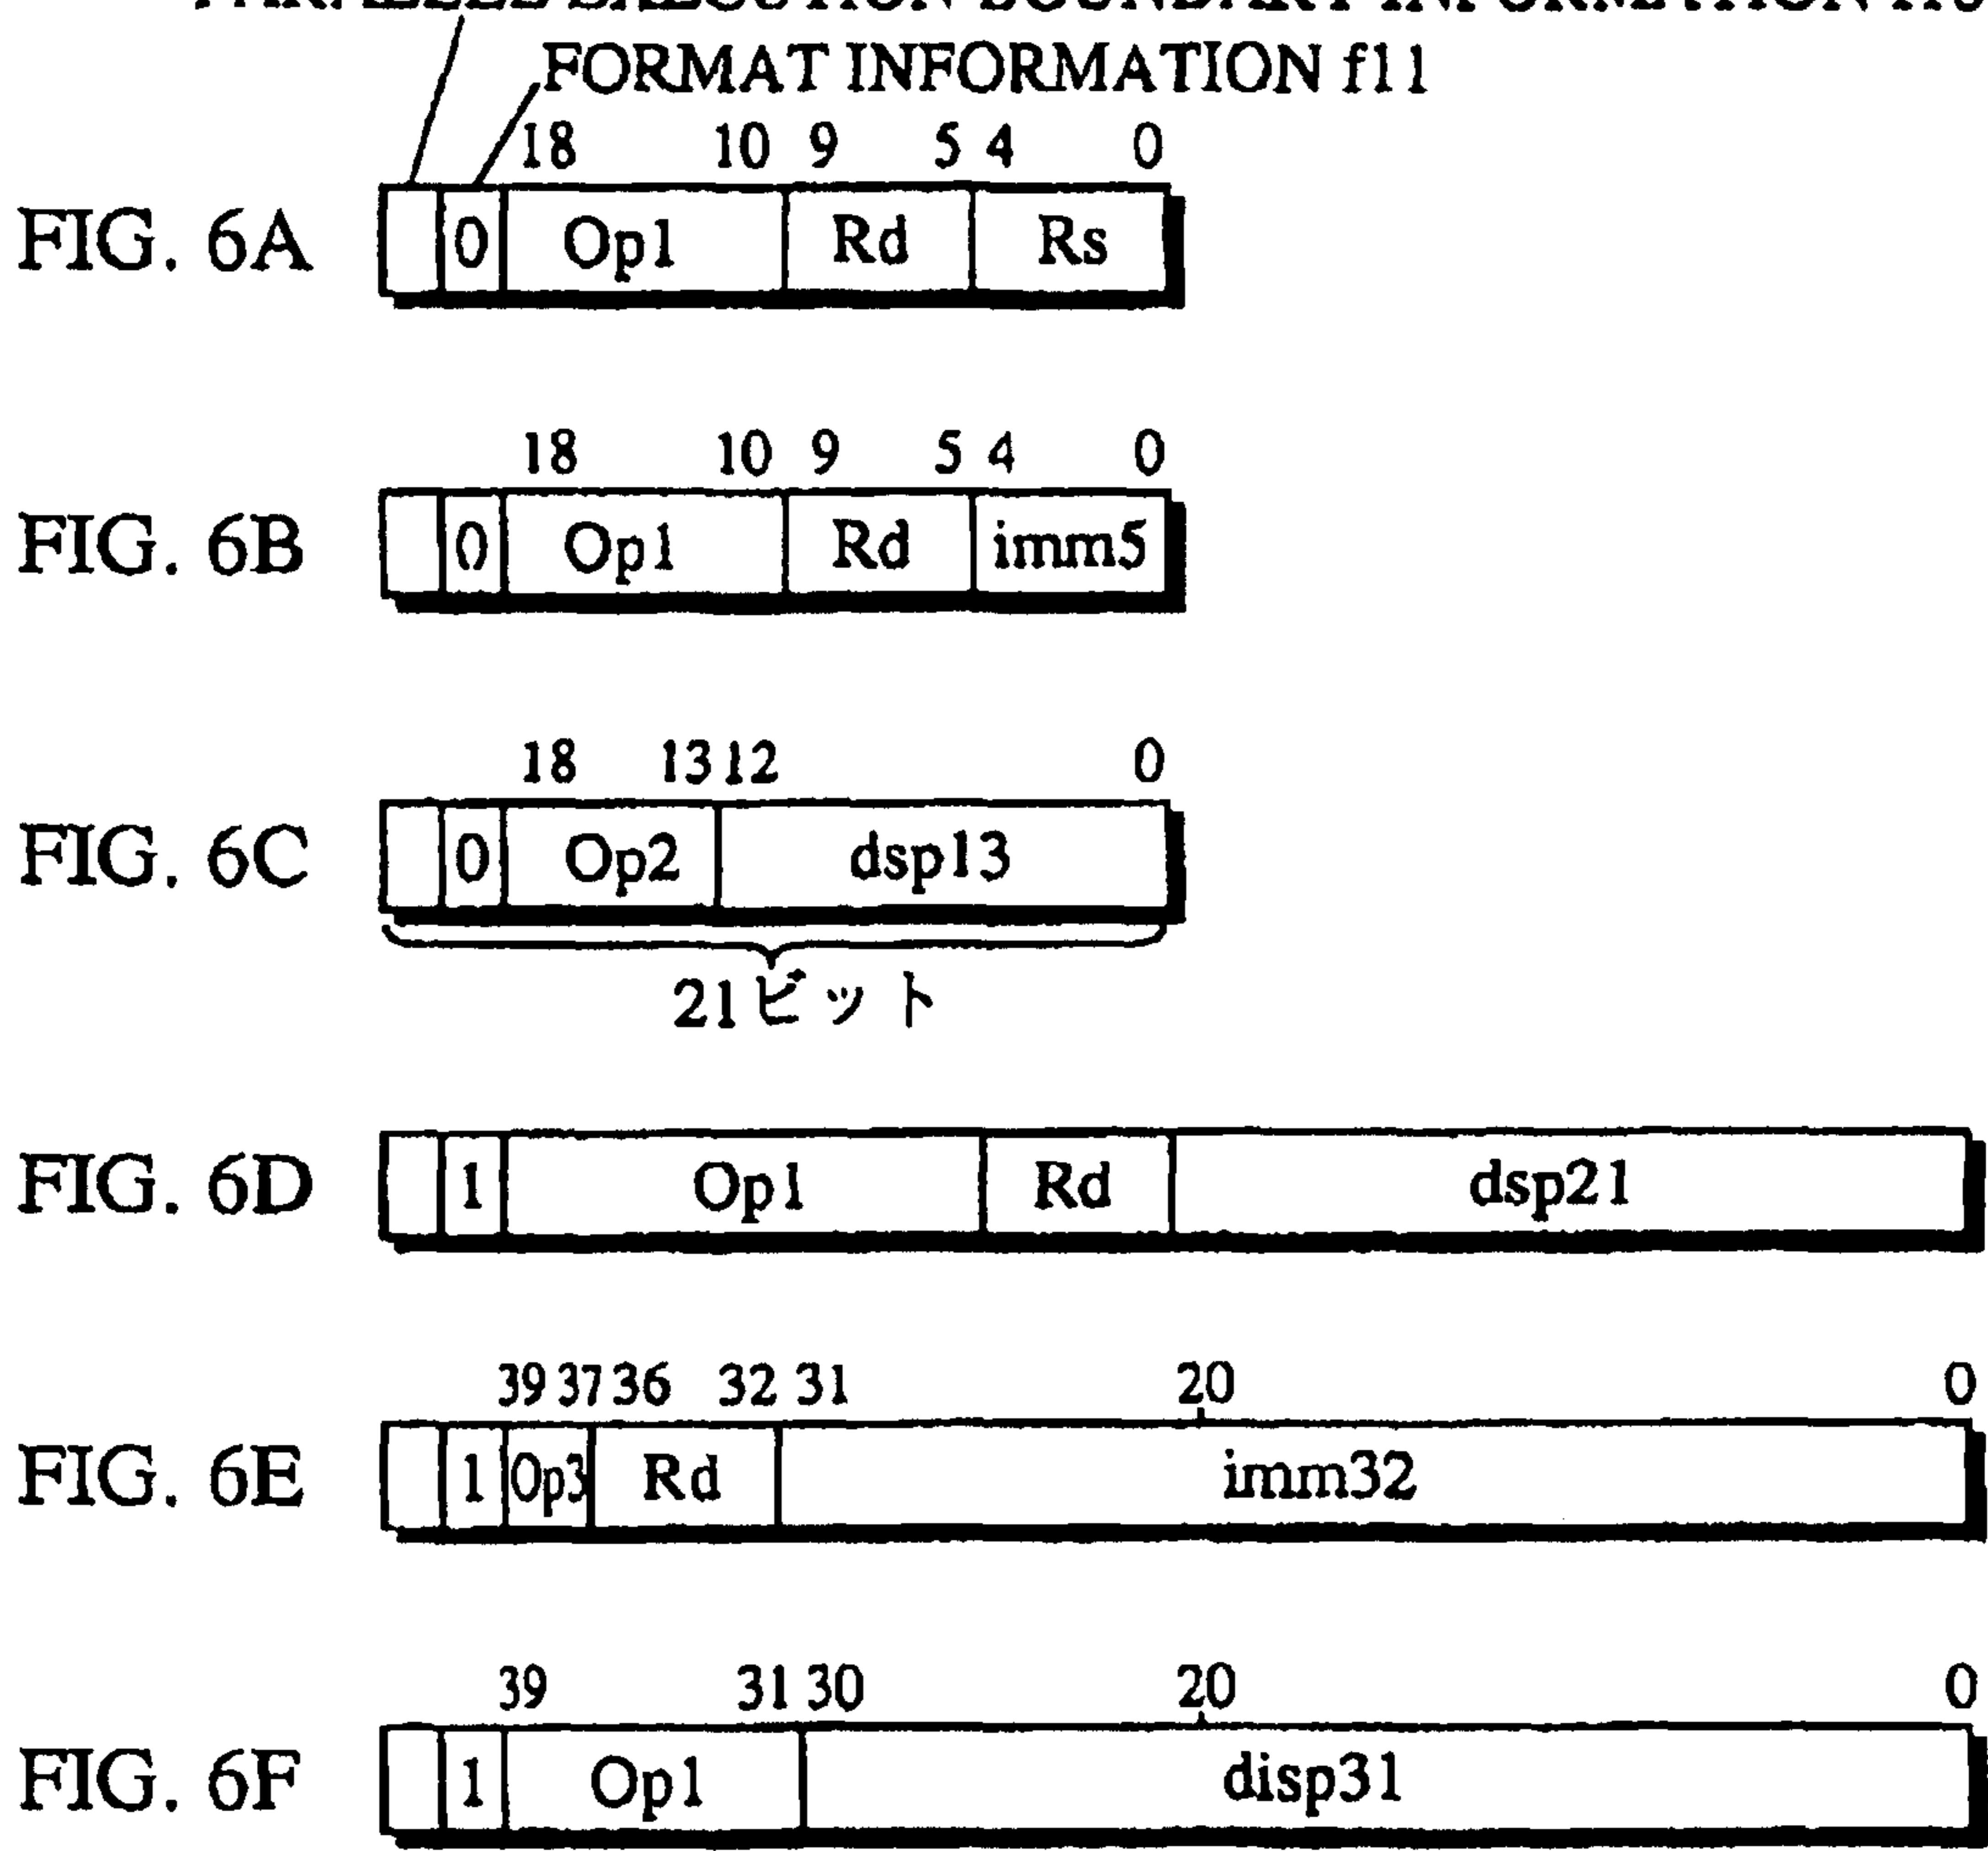 FORMAT INFORMATION f11
18 10 9 5 4 0
FIG. 6A 0 Op1 Rd Rs
18 10 9 5 4 0
FIG. 6B 0 Op1 Rd imm5
18 13 12 0
FIG. 6C 0 Op2 dsp13
21ビット
FIG. 6D 1 Op1 Rd dsp21
39 37 36 32 31 20 0
FIG. 6E 1 Op3 Rd imm32
39 31 30 20 0
FIG. 6F 1 Op1 disp31